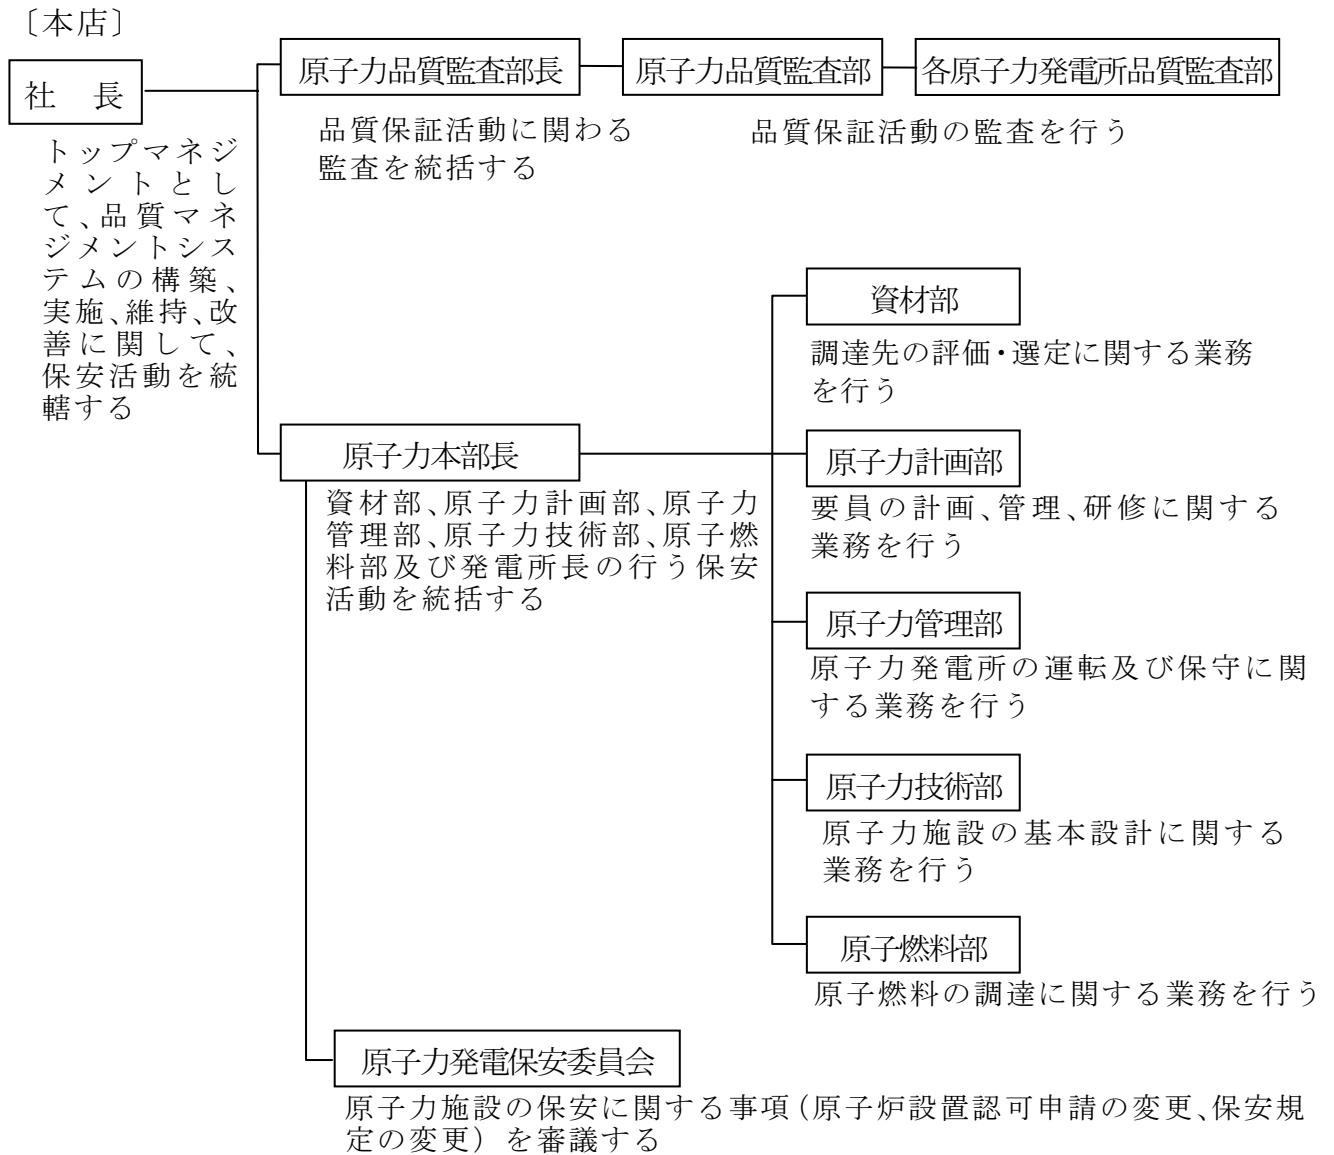 〔本店〕
社　長
トップマネジ
メントとし
て、品質マネ
ジメントシス
テムの構築、
実施、維持、改
善に関して、
保安活動を統
轄する
原子力品質監査部長
品質保証活動に関わる
監査を統括する
原子力品質監査部
各原子力発電所品質監査部
品質保証活動の監査を行う
原子力本部長
資材部、原子力計画部、原子力
管理部、原子力技術部、原子燃
料部及び発電所長の行う保安
活動を統括する
資材部
調達先の評価・選定に関する業務
を行う
原子力計画部
要員の計画、管理、研修に関する
業務を行う
原子力管理部
原子力発電所の運転及び保守に関
する業務を行う
原子力技術部
原子力施設の基本設計に関する
業務を行う
原子燃料部
原子燃料の調達に関する業務を行う
原子力発電保安委員会
原子力施設の保安に関する事項（原子炉設置認可申請の変更、保安規
定の変更）を審議する